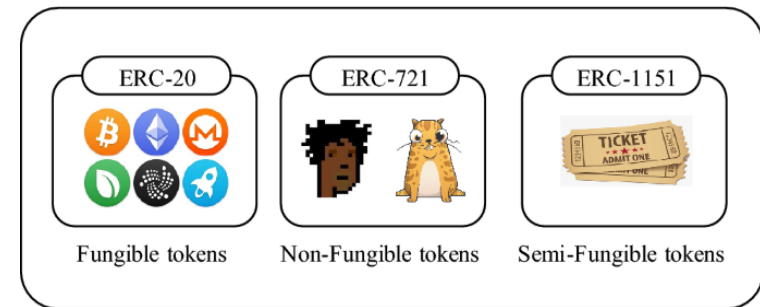 ERC-20
ERC-721
ERC-1151
TICKET
ADMIT ONE
Fungible tokens
Non-Fungible tokens
Semi-Fungible tokens